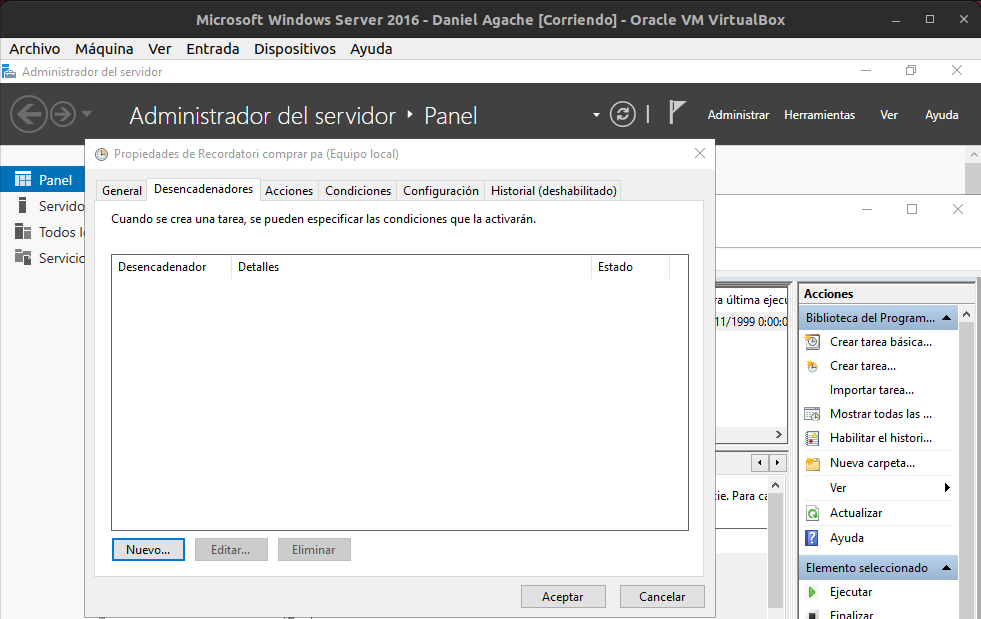 Microsoft Windows Server 2016 - Daniel Agache [Corriendo] - Oracle VM VirtualBox
Archivo Máquina Ver Entrada Dispositivos Ayuda
Administrador del servidor
Administrador del servidor Panel
Administrar Herramientas Ver Ayuda
Panel
Servido
Todos l
Servicio
Propiedades de Recordatori comprar pa (Equipo local)
General Desencadenadores Acciones Condiciones Configuración Historial (deshabilitado)
Cuando se crea una tarea, se pueden especificar las condiciones que la activarán.
Desencadenador Detalles Estado
Nuevo... Editar... Eliminar
Aceptar Cancelar
ra última ejecu
11/1999 0:00:0
cie. Para ca
Acciones
Biblioteca del Program...
Crear tarea básica...
Crear tarea...
Importar tarea...
Mostrar todas las ...
Habilitar el histori...
Nueva carpeta...
Ver
Actualizar
Ayuda
Elemento seleccionado
Ejecutar
Finalizar